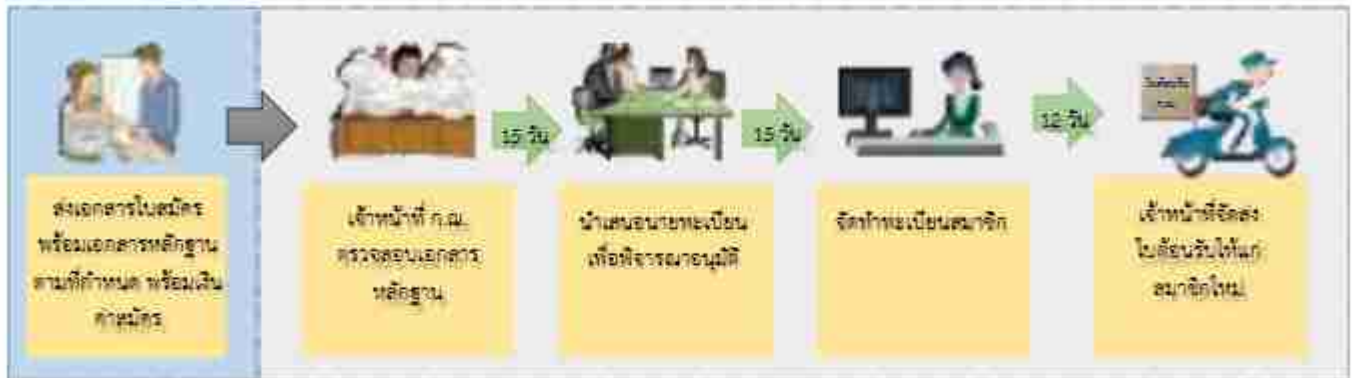 ส่งเอกสารใบสมัคร
พร้อมเอกสารหลักฐาน
ตามที่กำหนด พร้อมเงิน
ค่าสมัคร
เจ้าหน้าที่ ก.ฌ.
ตรวจสอบเอกสาร
หลักฐาน
15 วัน
นำเสนอนายทะเบียน
เพื่อพิจารณาอนุมัติ
15 วัน
จัดทำทะเบียนสมาชิก
12 วัน
เจ้าหน้าที่จัดส่ง
ใบต้อนรับให้แก่
สมาชิกใหม่